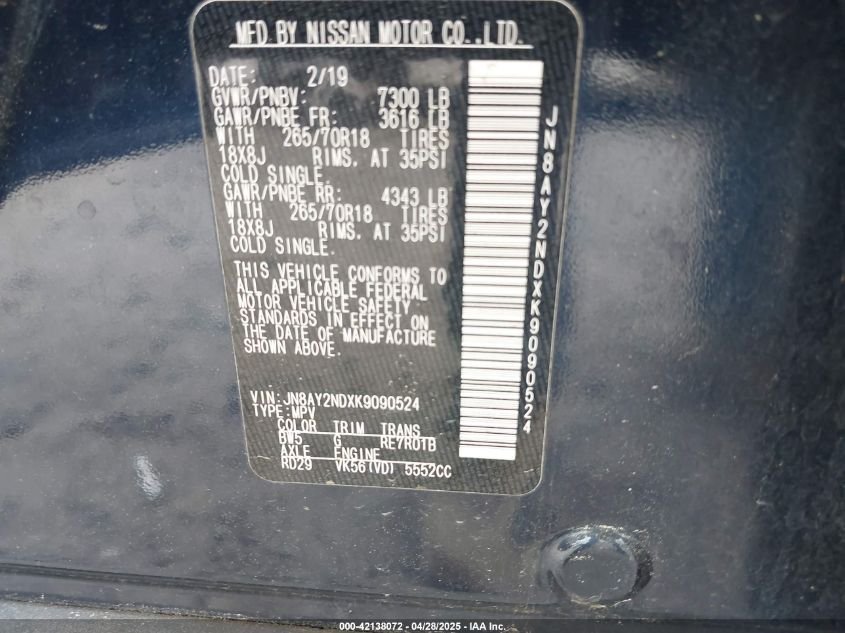 MFD BY NISSAN MOTOR CO.,LTD.
DATE: 2/19
GVWR/PNBV: 7300 LB
GAWR/PNBE FR: 3616 LB
WITH 265/70R18 TIRES
18X8J RIMS. AT 35PSI
COLD SINGLE.
GAWR/PNBE RR: 4343 LB
WITH 265/70R18 TIRES
18X8J RIMS. AT 35PSI
COLD SINGLE.
THIS VEHICLE CONFORMS TO
ALL APPLICABLE FEDERAL
MOTOR VEHICLE SAFETY
STANDARDS IN EFFECT ON
THE DATE OF MANUFACTURE
SHOWN ABOVE.
VIN:JN8AY2NDXK9090524
TYPE:MPV
COLOR TRIM TRANS
BW5 G RE7R01B
AXLE ENGINE
RD29 VK56(VD) 5552CC
JN8AY2NDXK9090524
000-42138072 - 04/28/2025 - IAA Inc.